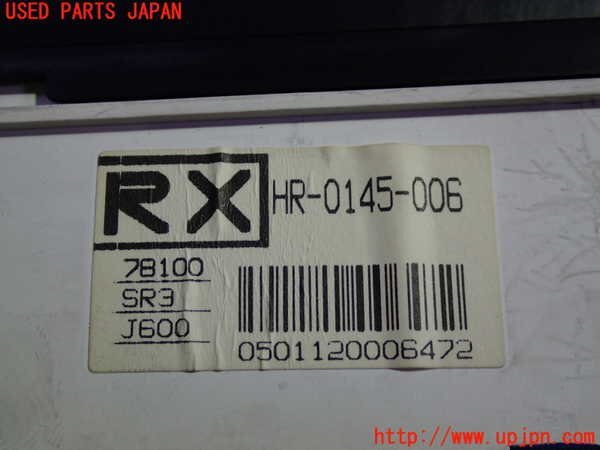 USED PARTS JAPAN
RX
HR-0145-006
78100
SR3
J600
0501120006472
http://www.upjpn.com/